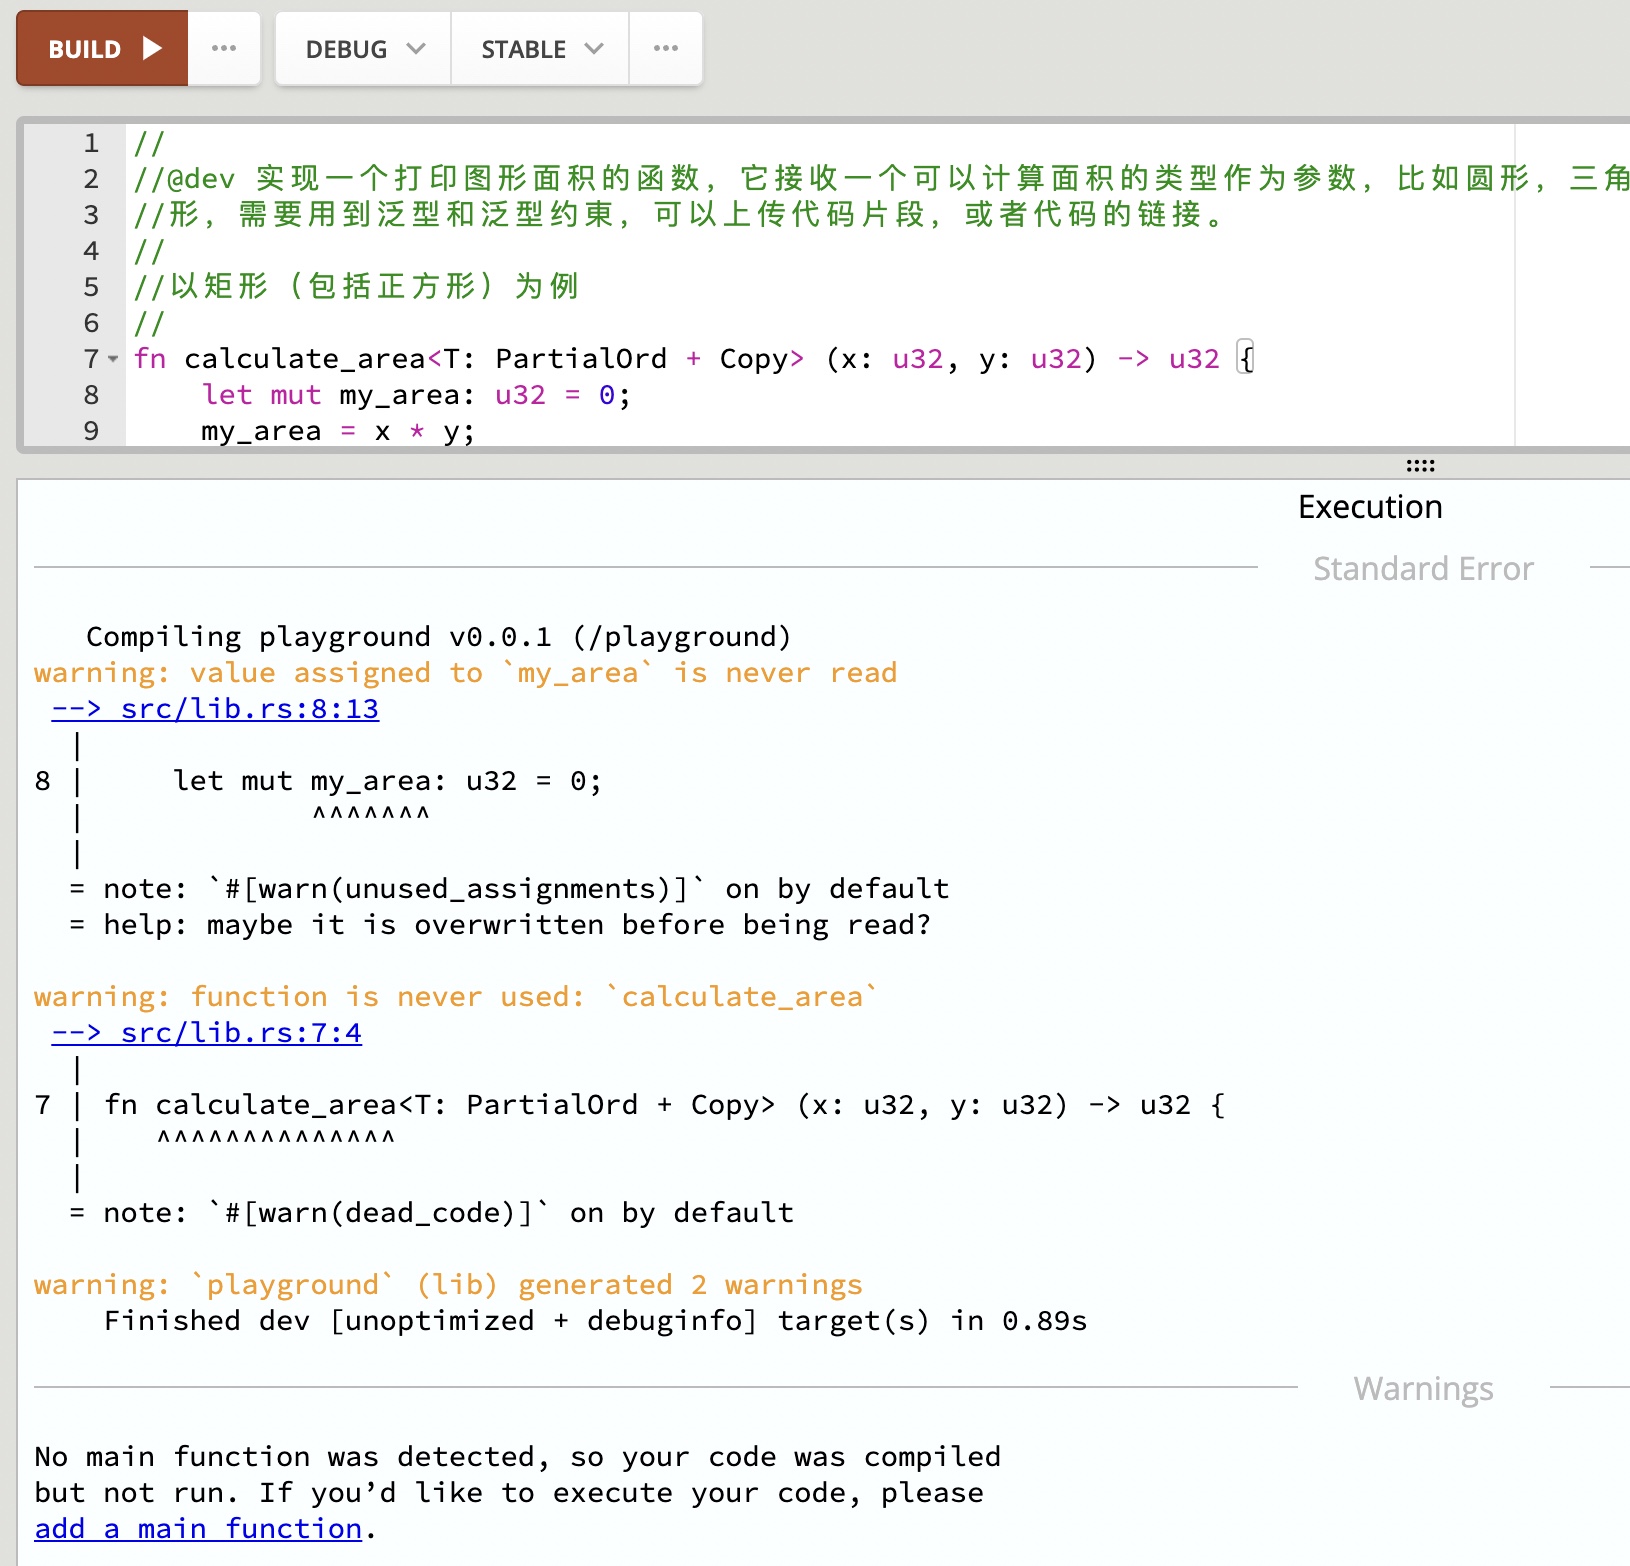 BUILD ▶ ··· DEBUG STABLE ···
1 //
2 //@dev 实现一个打印图形面积的函数，它接收一个可以计算面积的类型作为参数，比如圆形，三角
3 //形，需要用到泛型和泛型约束，可以上传代码片段，或者代码的链接。
4 //
5 //以矩形（包括正方形）为例
6 //
7 fn calculate_area<T: PartialOrd + Copy> (x: u32, y: u32) -> u32 {
8     let mut my_area: u32 = 0;
9     my_area = x * y;
Execution
Standard Error
   Compiling playground v0.0.1 (/playground)
warning: value assigned to `my_area` is never read
 --> src/lib.rs:8:13
  |
8 |     let mut my_area: u32 = 0;
  |             ^^^^^^^
  |
  = note: `#[warn(unused_assignments)]` on by default
  = help: maybe it is overwritten before being read?
warning: function is never used: `calculate_area`
 --> src/lib.rs:7:4
  |
7 | fn calculate_area<T: PartialOrd + Copy> (x: u32, y: u32) -> u32 {
  |    ^^^^^^^^^^^^^^
  |
  = note: `#[warn(dead_code)]` on by default
warning: `playground` (lib) generated 2 warnings
    Finished dev [unoptimized + debuginfo] target(s) in 0.89s
Warnings
No main function was detected, so your code was compiled
but not run. If you’d like to execute your code, please
add a main function.